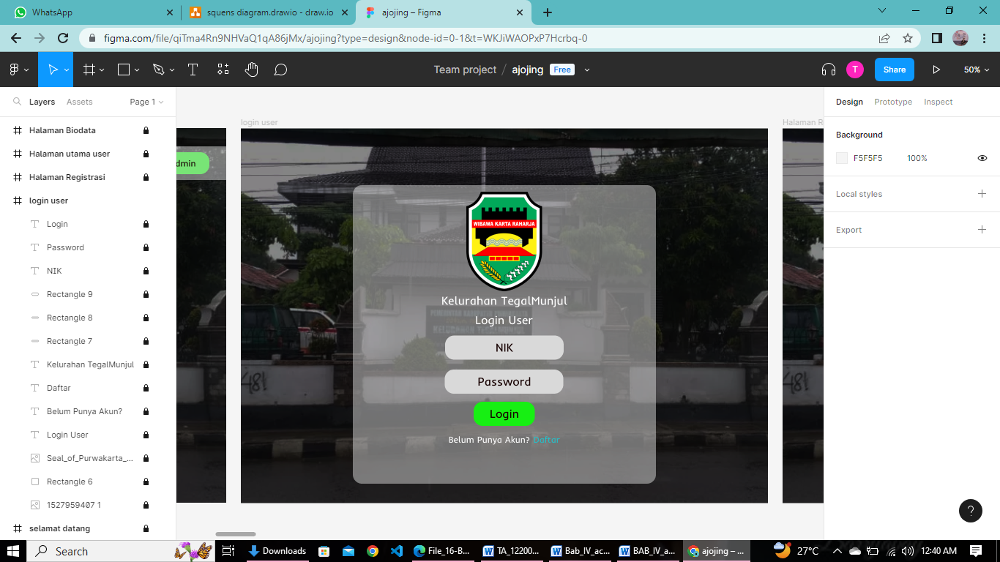 WhatsApp
squens diagram.drawio - draw.io
ajojing – Figma
figma.com/file/qiTma4Rn9NHVaQ1qA86jMx/ajojing?type=design&node-id=0-1&t=WKJiWAOPxP7Hcrbq-0
Team project / ajojing Free
T
Share
50%
Layers
Assets
Page 1
Design
Prototype
Inspect
Halaman Biodata
Halaman utama user
Halaman Registrasi
login user
Login
Password
NIK
Rectangle 9
Rectangle 8
Rectangle 7
Kelurahan TegalMunjul
Daftar
Belum Punya Akun?
Login User
Seal_of_Purwakarta_...
Rectangle 6
1527959407 1
selamat datang
dmin
login user
Halaman R
WIBAWA KARTA RAHARJA
Kelurahan TegalMunjul
Login User
NIK
Password
Login
Belum Punya Akun? Daftar
481
Background
F5F5F5 100%
Local styles
Export
?
Search
Downloads
File_16-B...
TA_12200...
Bab_IV_ac...
BAB_IV_a...
ajojing – ...
27°C
12:40 AM